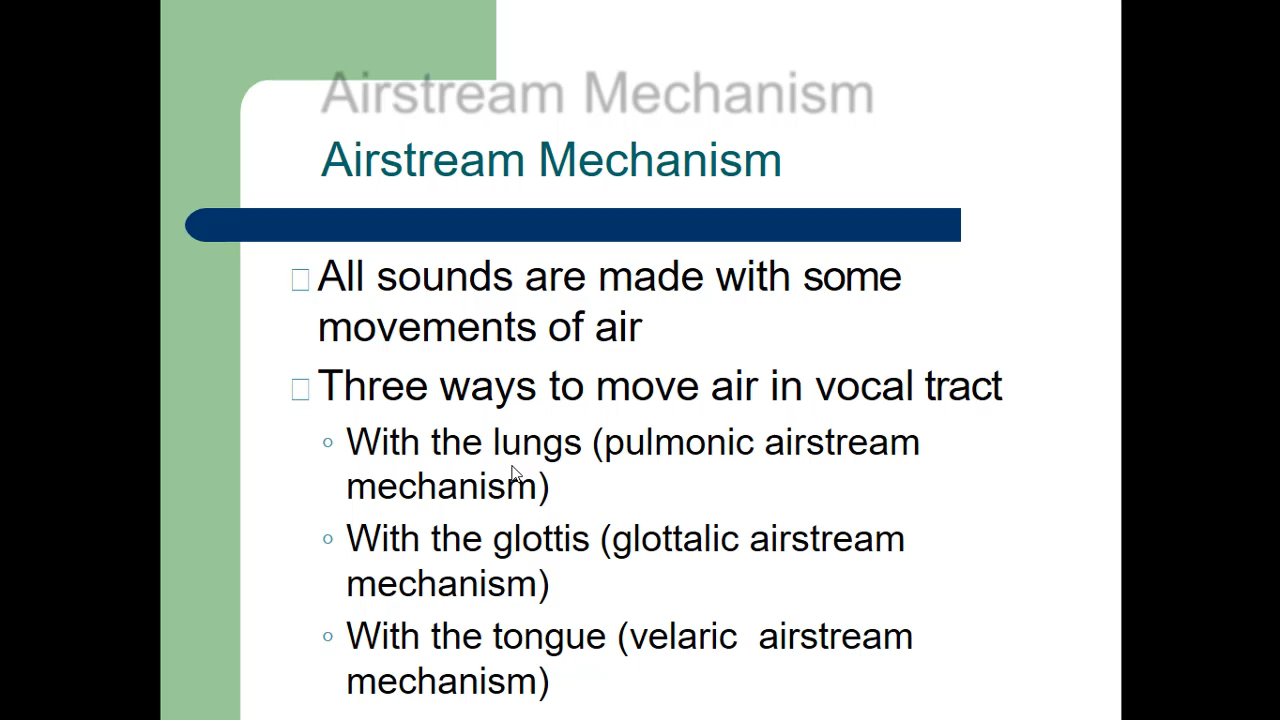 Airstream Mechanism
Airstream Mechanism
All sounds are made with some
movements of air
Three ways to move air in vocal tract
With the lungs (pulmonic airstream
mechanism)
With the glottis (glottalic airstream
mechanism)
With the tongue (velaric airstream
mechanism)